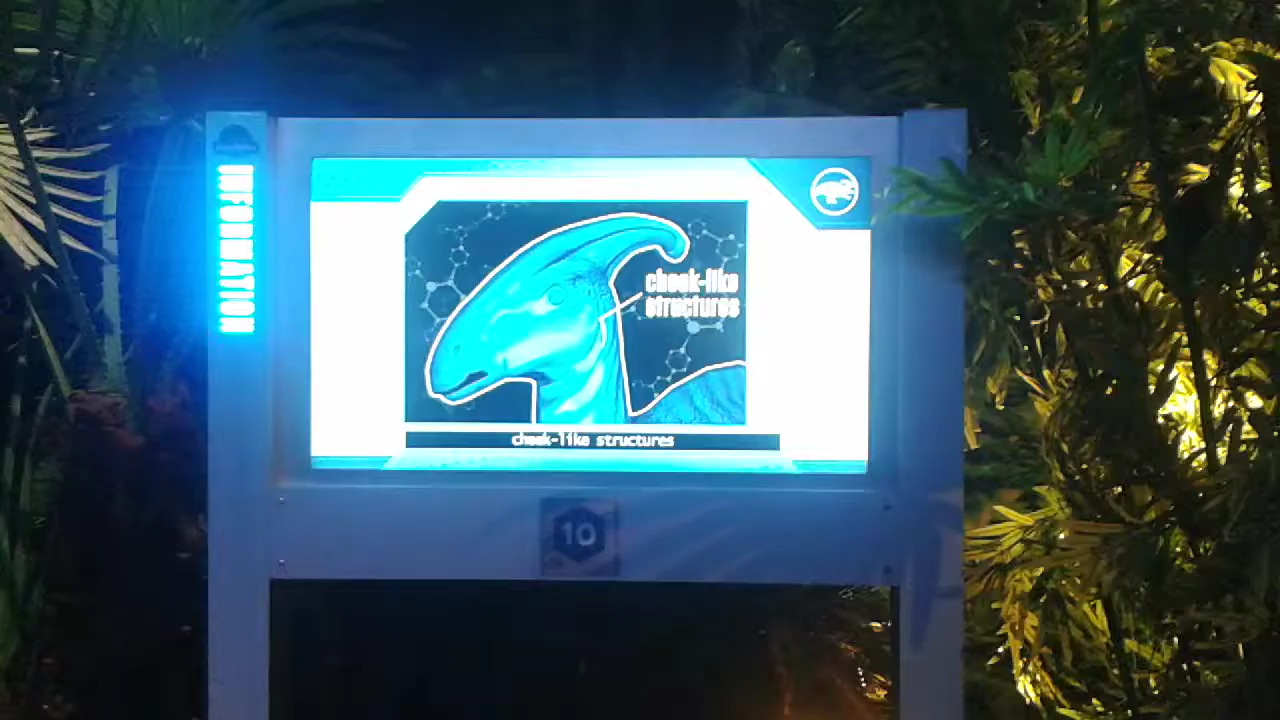 INFORMATION
cheek-like
structures
cheek-like structures
10